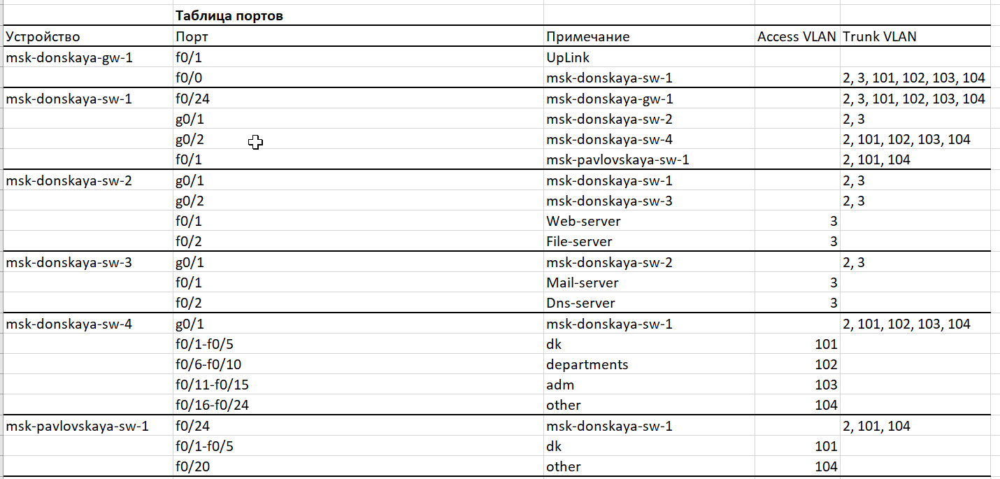 Таблица портов
Устройство Порт Примечание Access VLAN Trunk VLAN
msk-donskaya-gw-1 f0/1 UpLink
f0/0 msk-donskaya-sw-1 2, 3, 101, 102, 103, 104
msk-donskaya-sw-1 f0/24 msk-donskaya-gw-1 2, 3, 101, 102, 103, 104
g0/1 msk-donskaya-sw-2 2, 3
g0/2 msk-donskaya-sw-4 2, 101, 102, 103, 104
f0/1 msk-pavlovskaya-sw-1 2, 101, 104
msk-donskaya-sw-2 g0/1 msk-donskaya-sw-1 2, 3
g0/2 msk-donskaya-sw-3 2, 3
f0/1 Web-server 3
f0/2 File-server 3
msk-donskaya-sw-3 g0/1 msk-donskaya-sw-2 2, 3
f0/1 Mail-server 3
f0/2 Dns-server 3
msk-donskaya-sw-4 g0/1 msk-donskaya-sw-1 2, 101, 102, 103, 104
f0/1-f0/5 dk 101
f0/6-f0/10 departments 102
f0/11-f0/15 adm 103
f0/16-f0/24 other 104
msk-pavlovskaya-sw-1 f0/24 msk-donskaya-sw-1 2, 101, 104
f0/1-f0/5 dk 101
f0/20 other 104